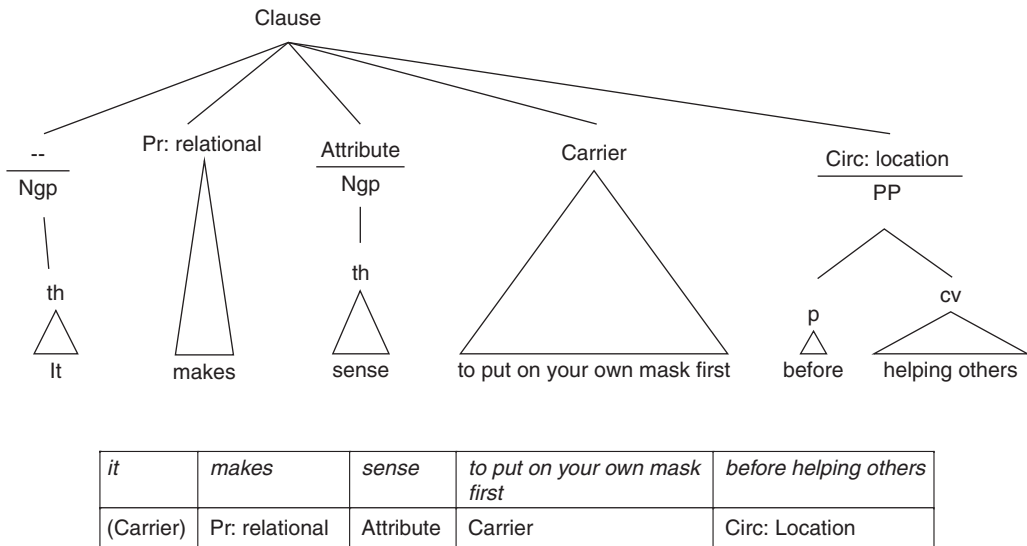 Clause
-- Pr: relational Attribute Carrier Circ: location
Ngp Ngp PP
th th p cv
It makes sense to put on your own mask first before helping others
it makes sense to put on your own mask first before helping others
(Carrier) Pr: relational Attribute Carrier Circ: Location